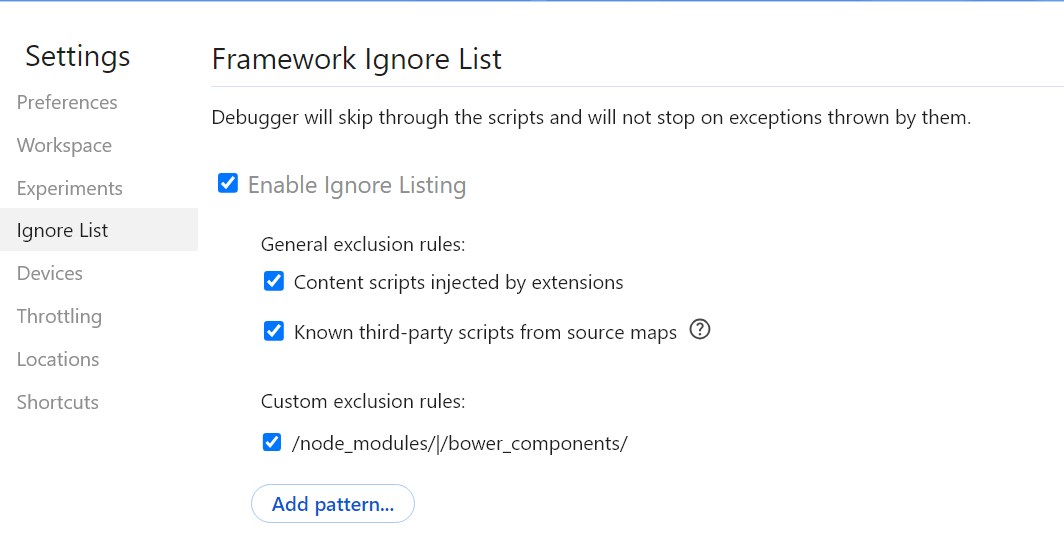 Settings
Preferences
Workspace
Experiments
Ignore List
Devices
Throttling
Locations
Shortcuts
Framework Ignore List
Debugger will skip through the scripts and will not stop on exceptions thrown by them.
Enable Ignore Listing
General exclusion rules:
Content scripts injected by extensions
Known third-party scripts from source maps ?
Custom exclusion rules:
/node_modules/|/bower_components/
Add pattern...